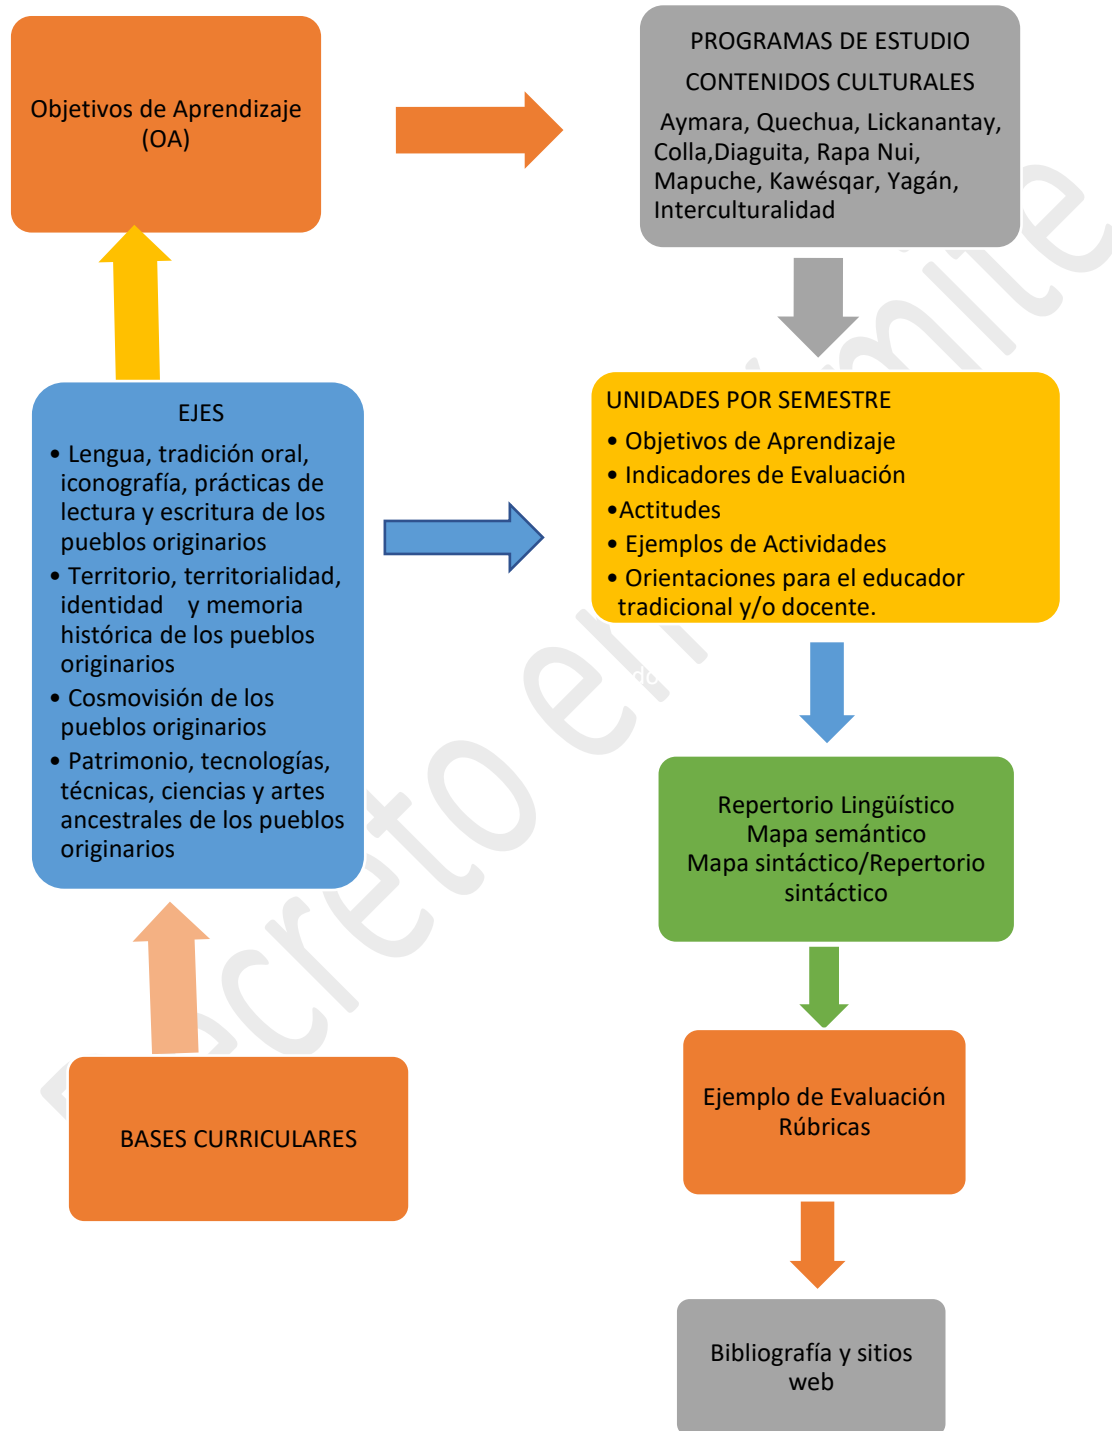 Objetivos de Aprendizaje
(OA)
PROGRAMAS DE ESTUDIO
CONTENIDOS CULTURALES
Aymara, Quechua, Lickanantay,
Colla,Diaguita, Rapa Nui,
Mapuche, Kawésqar, Yagán,
Interculturalidad
EJES
• Lengua, tradición oral,
iconografía, prácticas de
lectura y escritura de los
pueblos originarios
• Territorio, territorialidad,
identidad y memoria
histórica de los pueblos
originarios
• Cosmovisión de los
pueblos originarios
• Patrimonio, tecnologías,
técnicas, ciencias y artes
ancestrales de los pueblos
originarios
UNIDADES POR SEMESTRE
• Objetivos de Aprendizaje
• Indicadores de Evaluación
•Actitudes
• Ejemplos de Actividades
• Orientaciones para el educador
tradicional y/o docente.
Repertorio Lingüístico
Mapa semántico
Mapa sintáctico/Repertorio
sintáctico
BASES CURRICULARES
Ejemplo de Evaluación
Rúbricas
Bibliografía y sitios
web